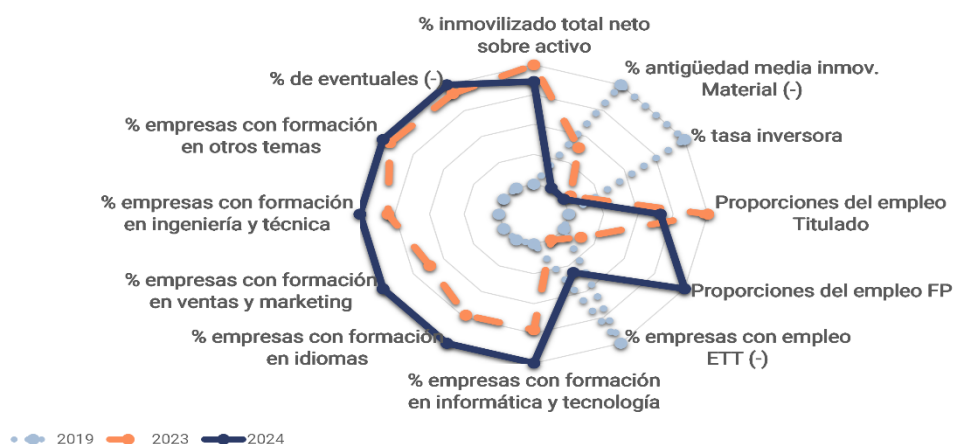 % inmovilizado total neto
sobre activo
% antigüedad media inmov.
Material (-)
% de eventuales (-)
% tasa inversora
% empresas con formación
en otros temas
Proporciones del empleo
Titulado
% empresas con formación
en ingeniería y técnica
Proporciones del empleo FP
% empresas con formación
en ventas y marketing
% empresas con empleo
ETT (-)
% empresas con formación
en idiomas
% empresas con formación
en informática y tecnología
2019 2023 2024